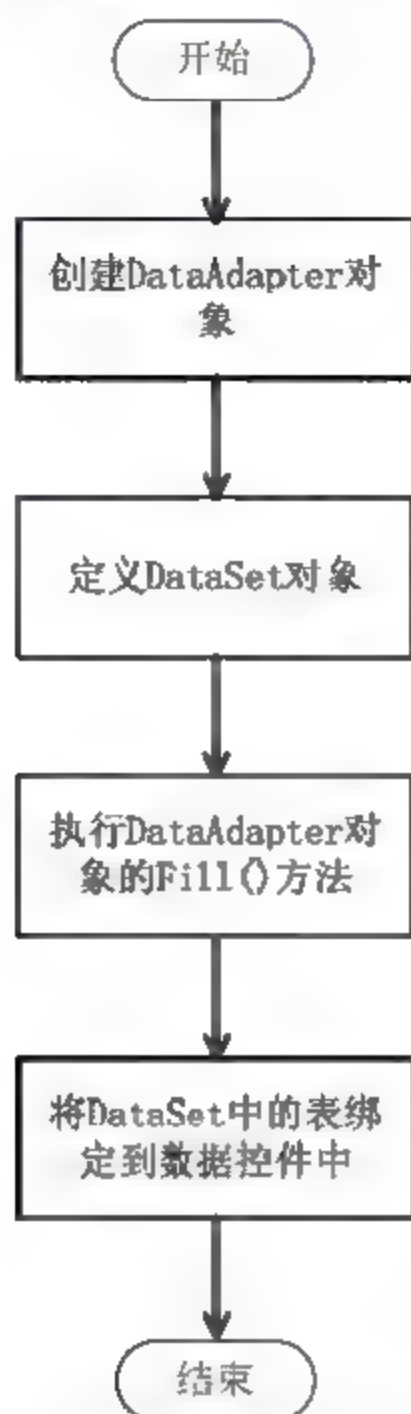 开始
创建DataAdapter对
象
定义DataSet对象
执行DataAdapter对
象的Fill()方法
将DataSet中的表绑
定到数据控件中
结束